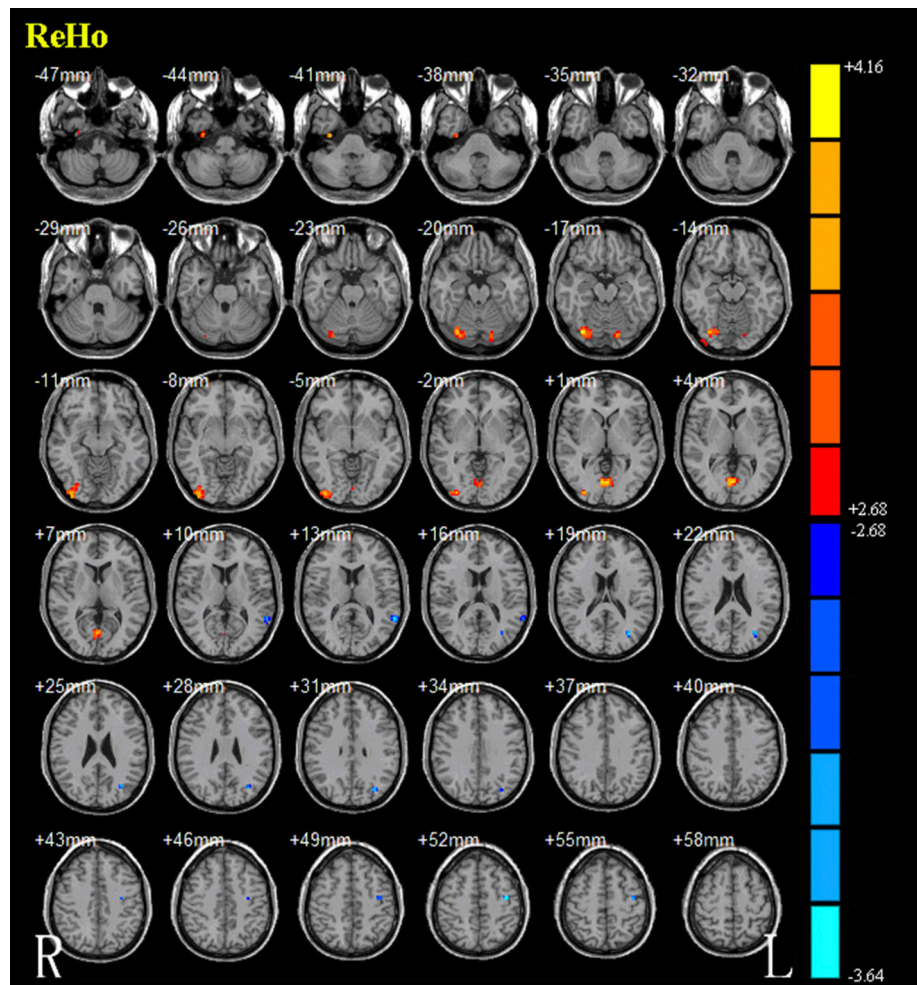 ReHo
+4.16
-47mm -44mm -41mm -38mm -35mm -32mm
-29mm -26mm -23mm -20mm -17mm -14mm
-11mm -8mm -5mm -2mm +1mm +4mm
+2.68
-2.68
+7mm +10mm +13mm +16mm +19mm +22mm
+25mm +28mm +31mm +34mm +37mm +40mm
+43mm +46mm +49mm +52mm +55mm +58mm
R L
-3.64